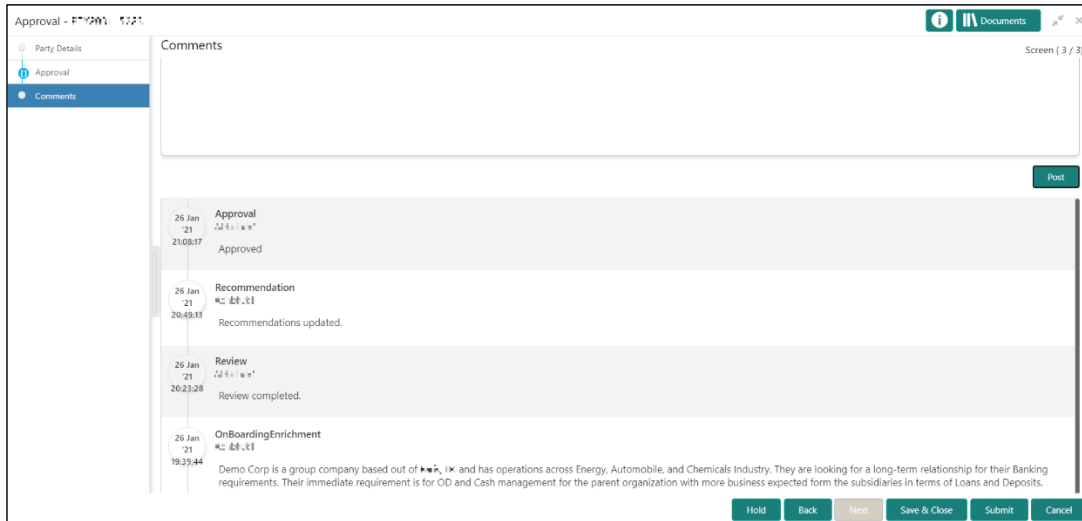 Approval -
Documents
Party Details
Approval
Comments
Comments
Screen ( 3 / 3)
Post
26 Jan
'21
21:08:17
Approval
Approved
26 Jan
'21
20:49:13
Recommendation
Recommendations updated.
26 Jan
'21
20:23:28
Review
Review completed.
26 Jan
'21
19:39:44
OnBoardingEnrichment
Demo Corp is a group company based out of and has operations across Energy, Automobile, and Chemicals Industry. They are looking for a long-term relationship for their Banking
requirements. Their immediate requirement is for OD and Cash management for the parent organization with more business expected form the subsidiaries in terms of Loans and Deposits.
Hold
Back
Next
Save & Close
Submit
Cancel